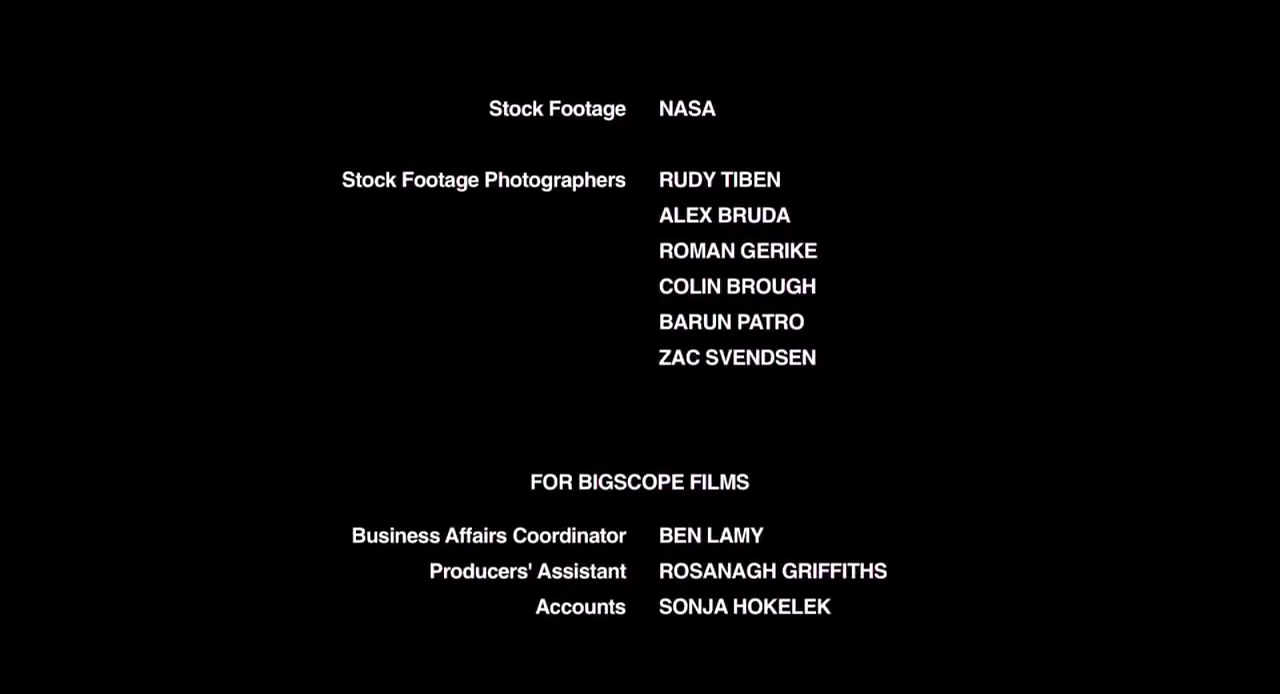 Stock Footage NASA
Stock Footage Photographers RUDY TIBEN
ALEX BRUDA
ROMAN GERIKE
COLIN BROUGH
BARUN PATRO
ZAC SVENDSEN
FOR BIGSCOPE FILMS
Business Affairs Coordinator BEN LAMY
Producers' Assistant ROSANAGH GRIFFITHS
Accounts SONJA HOKELEK